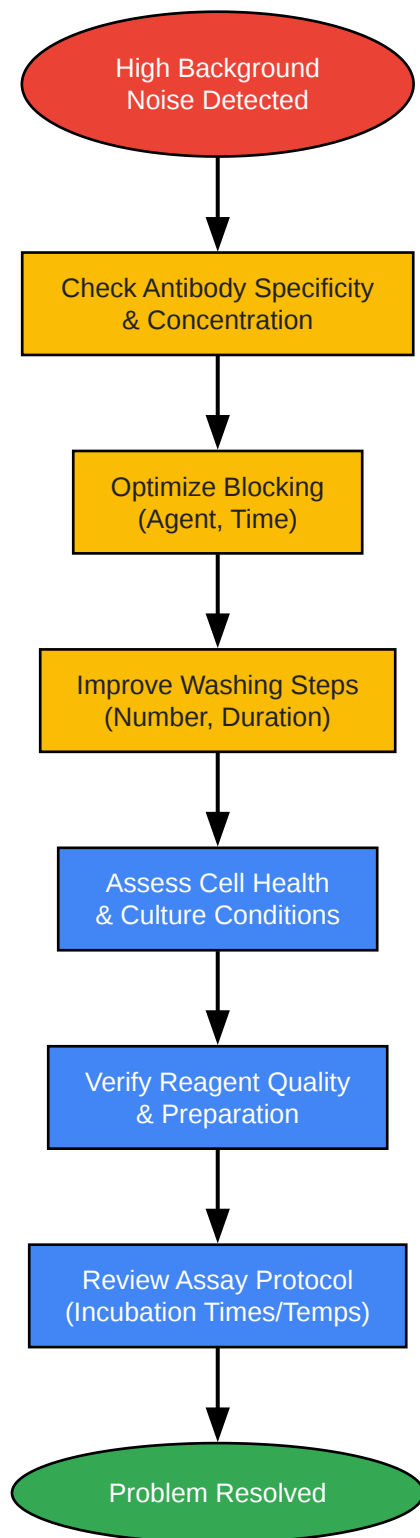 High Background
Noise Detected
Check Antibody Specificity
& Concentration
Optimize Blocking
(Agent, Time)
Improve Washing Steps
(Number, Duration)
Assess Cell Health
& Culture Conditions
Verify Reagent Quality
& Preparation
Review Assay Protocol
(Incubation Times/Temps)
Problem Resolved